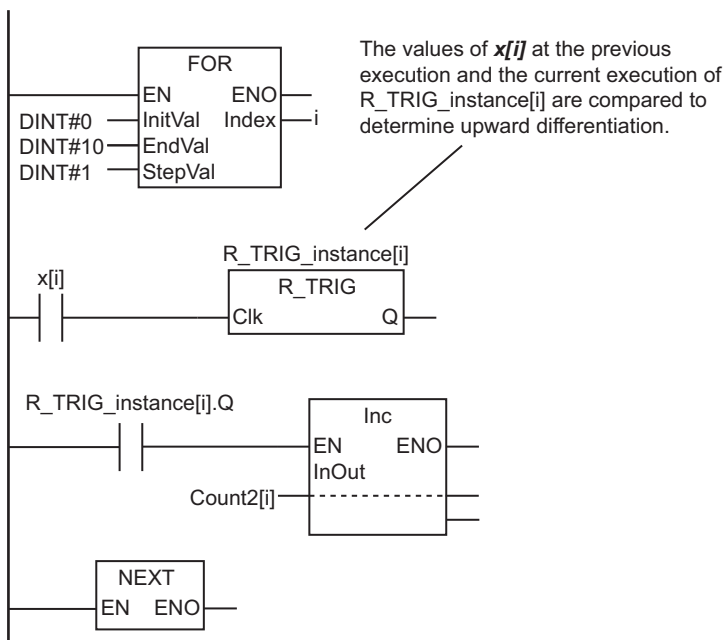 FOR
EN ENO
DINT#0 InitVal Index i
DINT#10 EndVal
DINT#1 StepVal
The values of x[i] at the previous
execution and the current execution of
R_TRIG_instance[i] are compared to
determine upward differentiation.
R_TRIG_instance[i]
x[i]
R_TRIG
Clk Q
R_TRIG_instance[i].Q
Inc
EN ENO
InOut
Count2[i]
NEXT
EN ENO